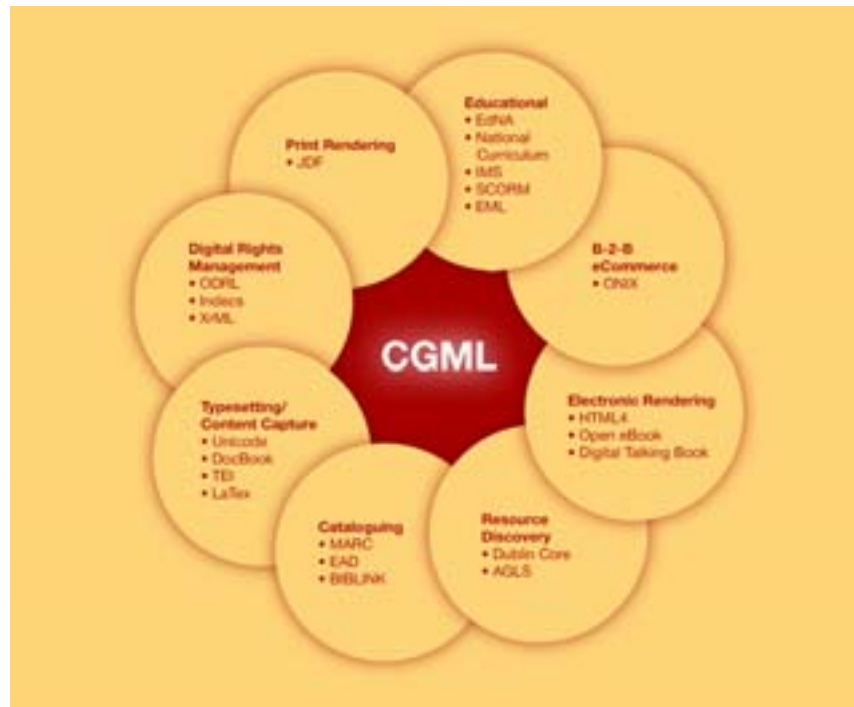 Educational
• EdNA
• National
Curriculum
• IMS
• SCORM
• EML
B-2-B
eCommerce
• ONIX
Electronic Rendering
• HTML4
• Open eBook
• Digital Talking Book
Resource
Discovery
• Dublin Core
• AGLS
Cataloguing
• MARC
• EAD
• BIBLINK
Typesetting/
Content Capture
• Unicode
• DocBook
• TEI
• LaTex
Digital Rights
Management
• ODRL
• Indecs
• XrML
Print Rendering
• JDF
CGML